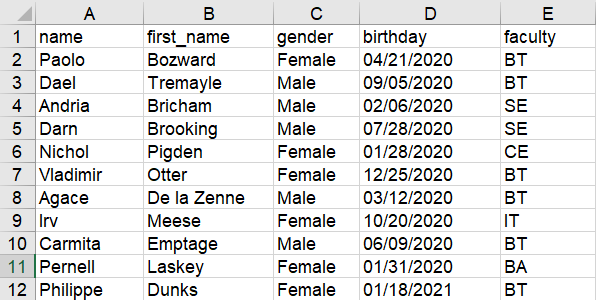 A B C D E
1 name first_name gender birthday faculty
2 Paolo Bozward Female 04/21/2020 BT
3 Dael Tremayle Male 09/05/2020 BT
4 Andria Bricham Male 02/06/2020 SE
5 Darn Brooking Male 07/28/2020 SE
6 Nichol Pigden Female 01/28/2020 CE
7 Vladimir Otter Female 12/25/2020 BT
8 Agace De la Zenne Male 03/12/2020 BT
9 Irv Meese Female 10/20/2020 IT
10 Carmita Emptage Male 06/09/2020 BT
11 Pernell Laskey Female 01/31/2020 BA
12 Philippe Dunks Female 01/18/2021 BT